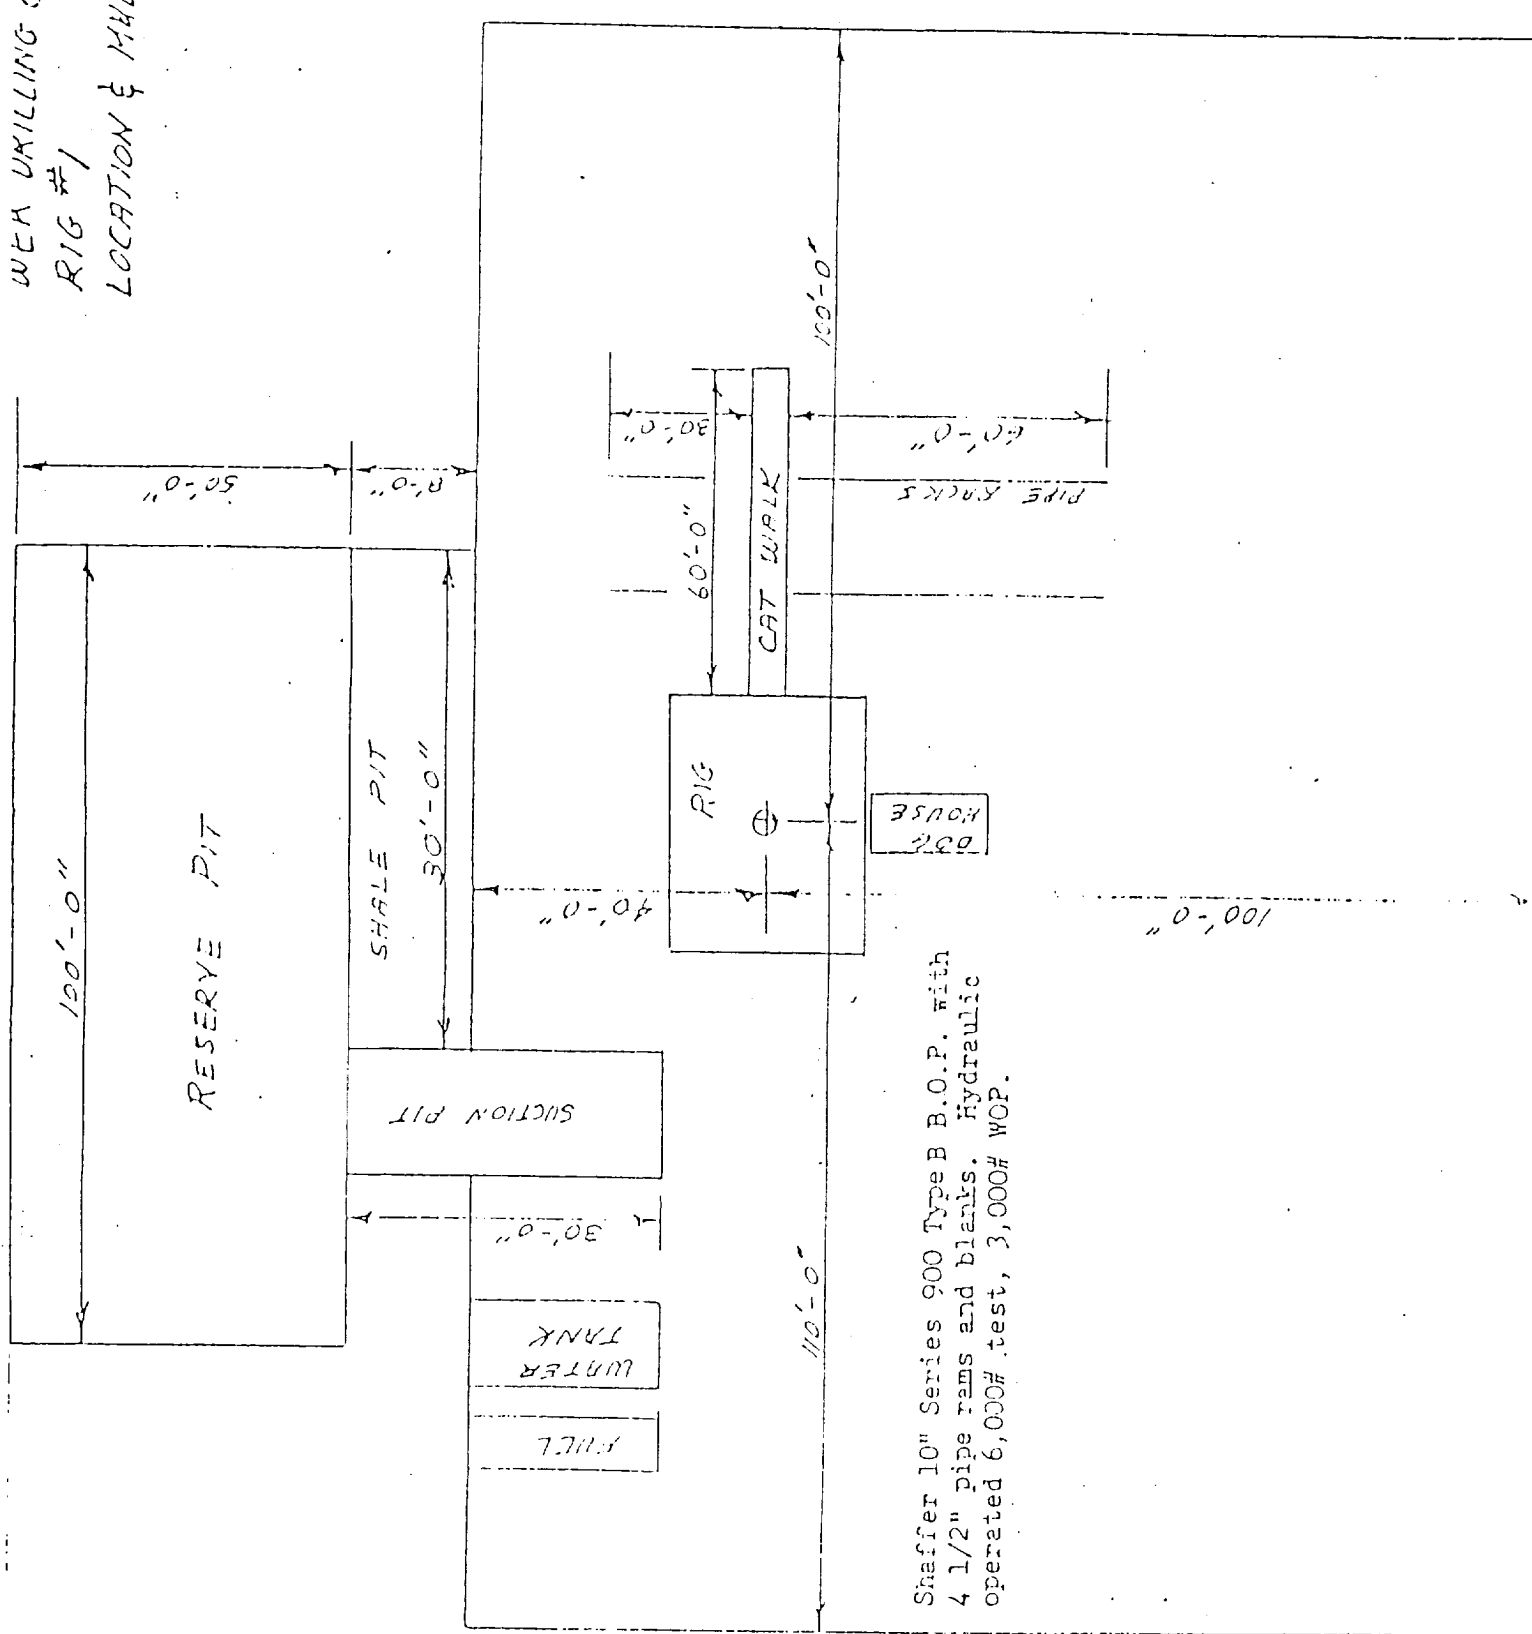 DRILLING
RIG #1
LOCATION &
50'-0"
100'-0"
RESERVE PIT
SHALE PIT
30'-0"
SUCTION PIT
30'-0"
WATER
TANK
FUEL
100'-0"
30'-0"
60'-0"
60'-0"
CAT WALK
PIPE RACKS
RIG
DOG
HOUSE
40'-0"
100'-0"
110'-0"
Shaffer 10" Series 900 Type B B.O.P. with
4 1/2" pipe rams and blanks. Hydraulic
operated 6,000# test, 3,000# WOP.